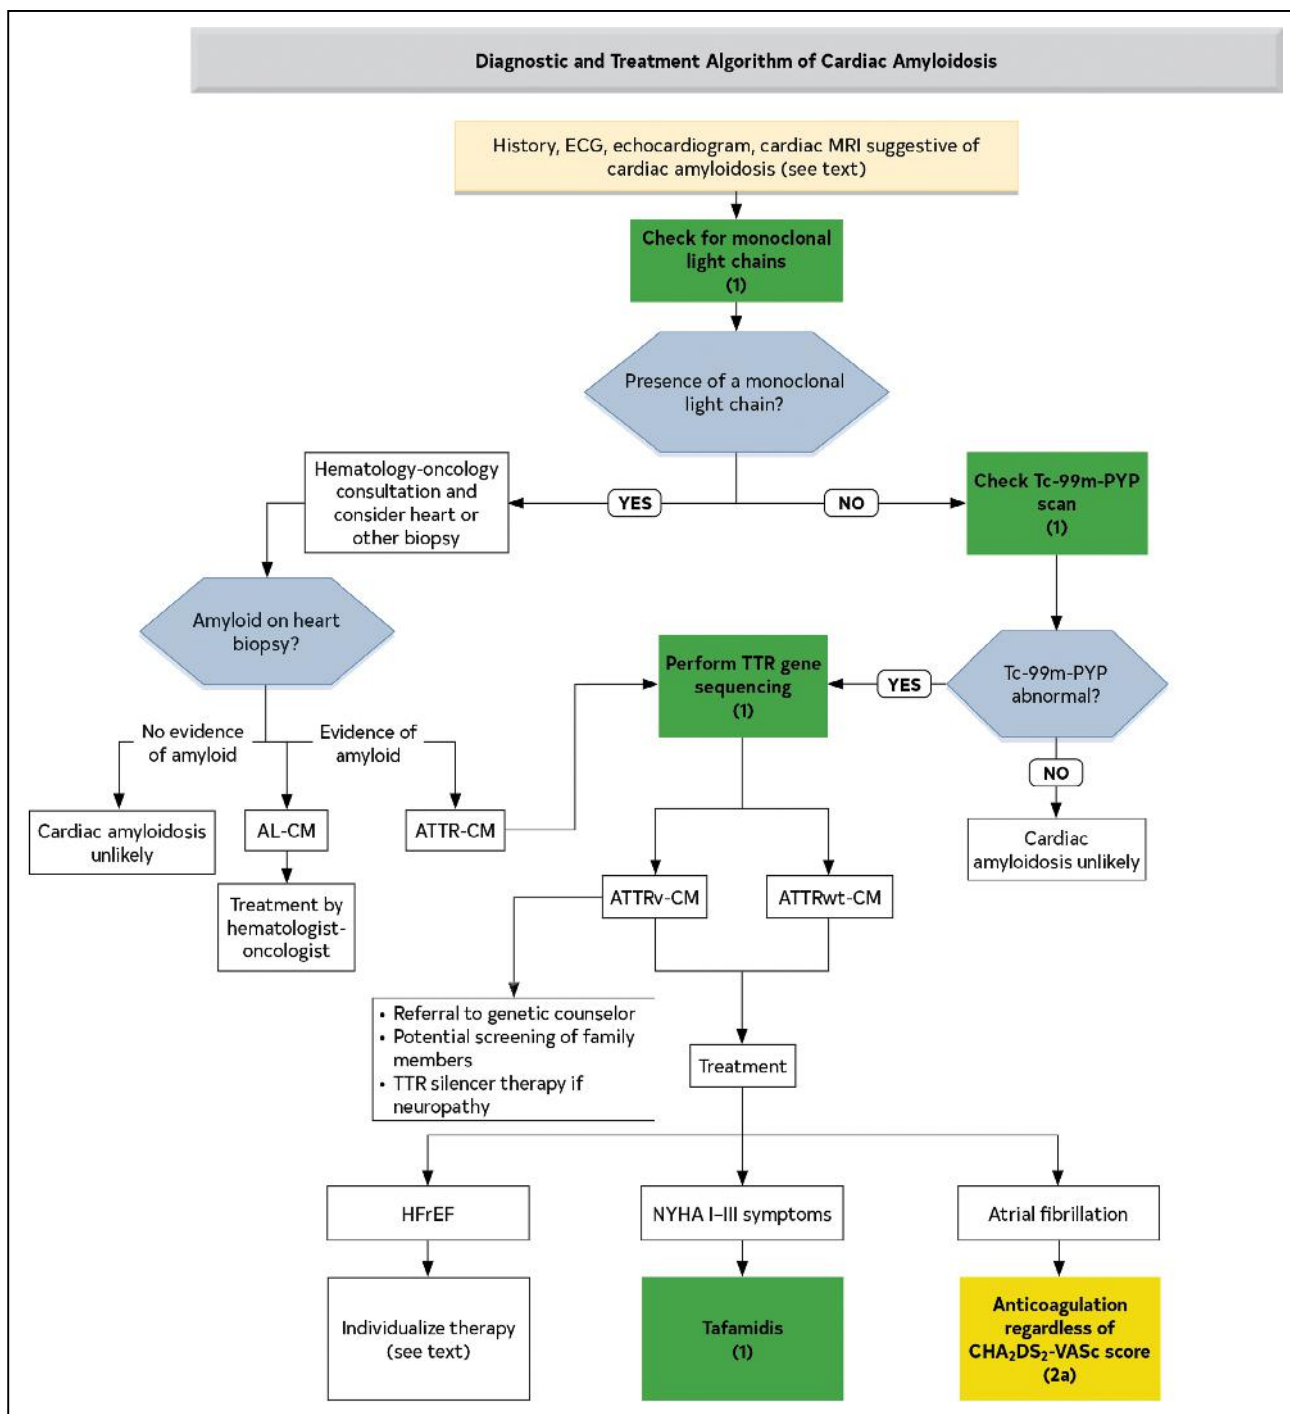 Diagnostic and Treatment Algorithm of Cardiac Amyloidosis
History, ECG, echocardiogram, cardiac MRI suggestive of
cardiac amyloidosis (see text)
Check for monoclonal
light chains
(1)
Presence of a monoclonal
light chain?
YES
NO
Hematology-oncology
consultation and
consider heart or
other biopsy
Check Tc-99m-PYP
scan
(1)
Amyloid on heart
biopsy?
Perform TTR gene
sequencing
(1)
YES
Tc-99m-PYP
abnormal?
No evidence
of amyloid
Evidence of
amyloid
NO
Cardiac amyloidosis
unlikely
AL-CM
ATTR-CM
Cardiac
amyloidosis unlikely
Treatment by
hematologist-
oncologist
ATTRv-CM
ATTRwt-CM
• Referral to genetic counselor
• Potential screening of family
members
• TTR silencer therapy if
neuropathy
Treatment
HFrEF
NYHA I–III symptoms
Atrial fibrillation
Individualize therapy
(see text)
Tafamidis
(1)
Anticoagulation
regardless of
CHA₂DS₂-VASc score
(2a)